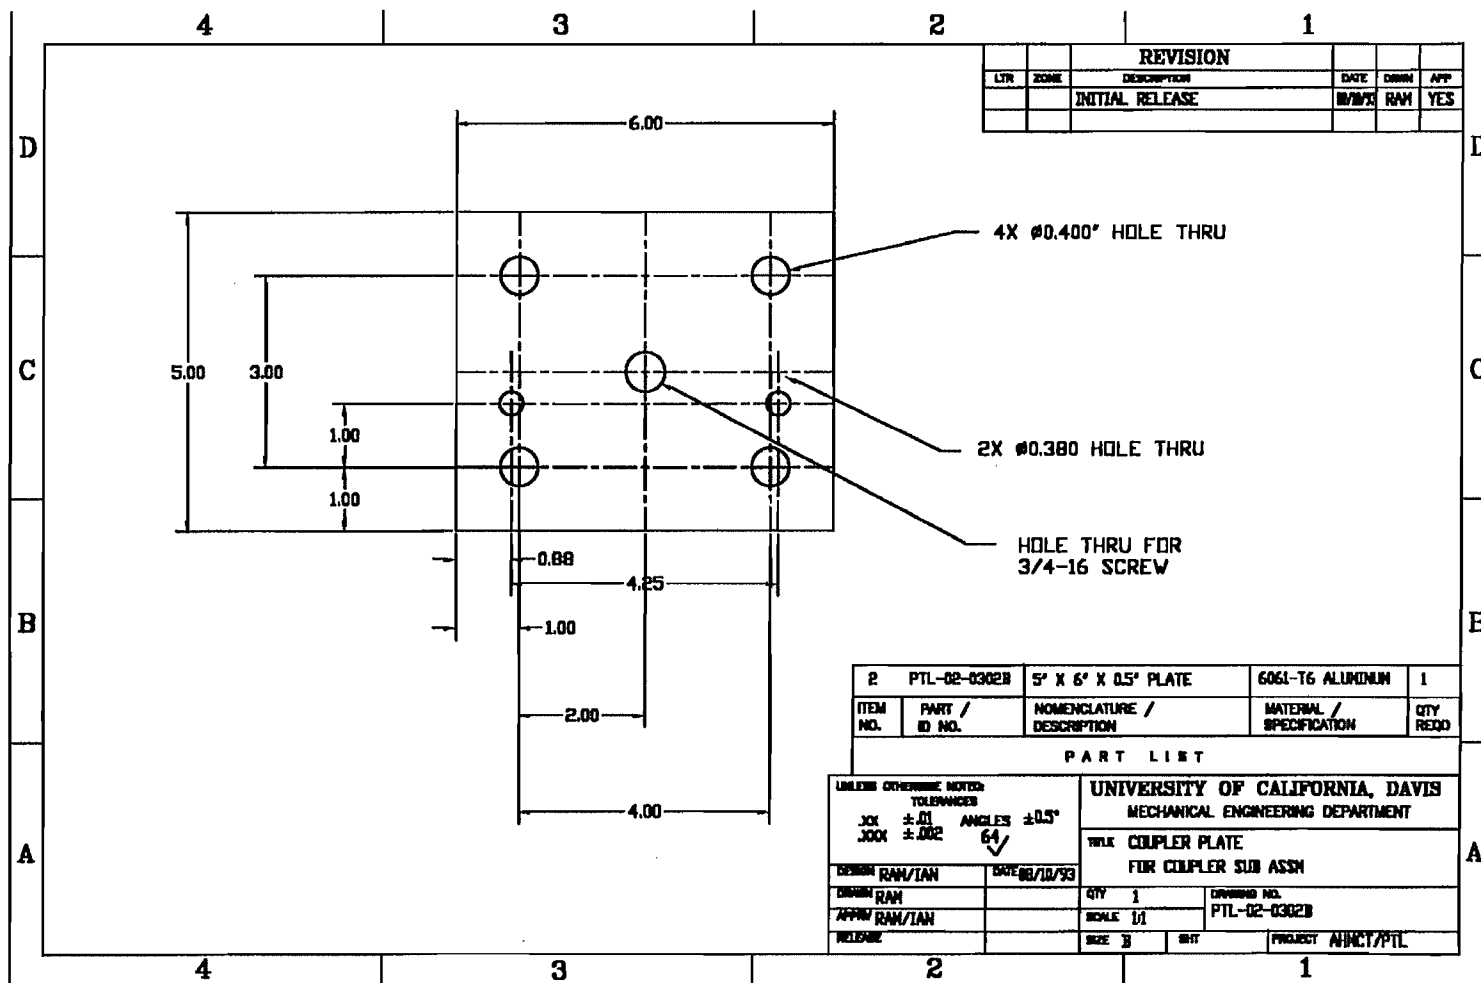 4 3 2 1
REVISION
LTR ZONE DESCRIPTION DATE DRWN APP
INITIAL RELEASE RAM YES
D D
6.00
4X ø0.400" HOLE THRU
C C
5.00 3.00
1.00
2X ø0.380 HOLE THRU
1.00
HOLE THRU FOR
3/4-16 SCREW
0.88
4.25
B B
1.00
2 PTL-02-0302B 5" X 6" X 0.5" PLATE 6061-T6 ALUMINUM 1
ITEM NO. PART / ID NO. NOMENCLATURE / DESCRIPTION MATERIAL / SPECIFICATION QTY REQD
2.00
PART LIST
UNLESS OTHERWISE NOTED:
TOLERANCES
.XX ±.01 ANGLES ±0.5°
.XXX ±.002 64
UNIVERSITY OF CALIFORNIA, DAVIS
MECHANICAL ENGINEERING DEPARTMENT
4.00
TITLE COUPLER PLATE
FOR COUPLER SUB ASSM
A A
DESIGN RAM/IAN DATE 08/10/93
DRAWN RAM QTY 1 DRAWING NO.
APPRV RAM/IAN SCALE 1/1 PTL-02-0302B
RELEASE SIZE B SHT PROJECT AHMCT/PTL
4 3 2 1